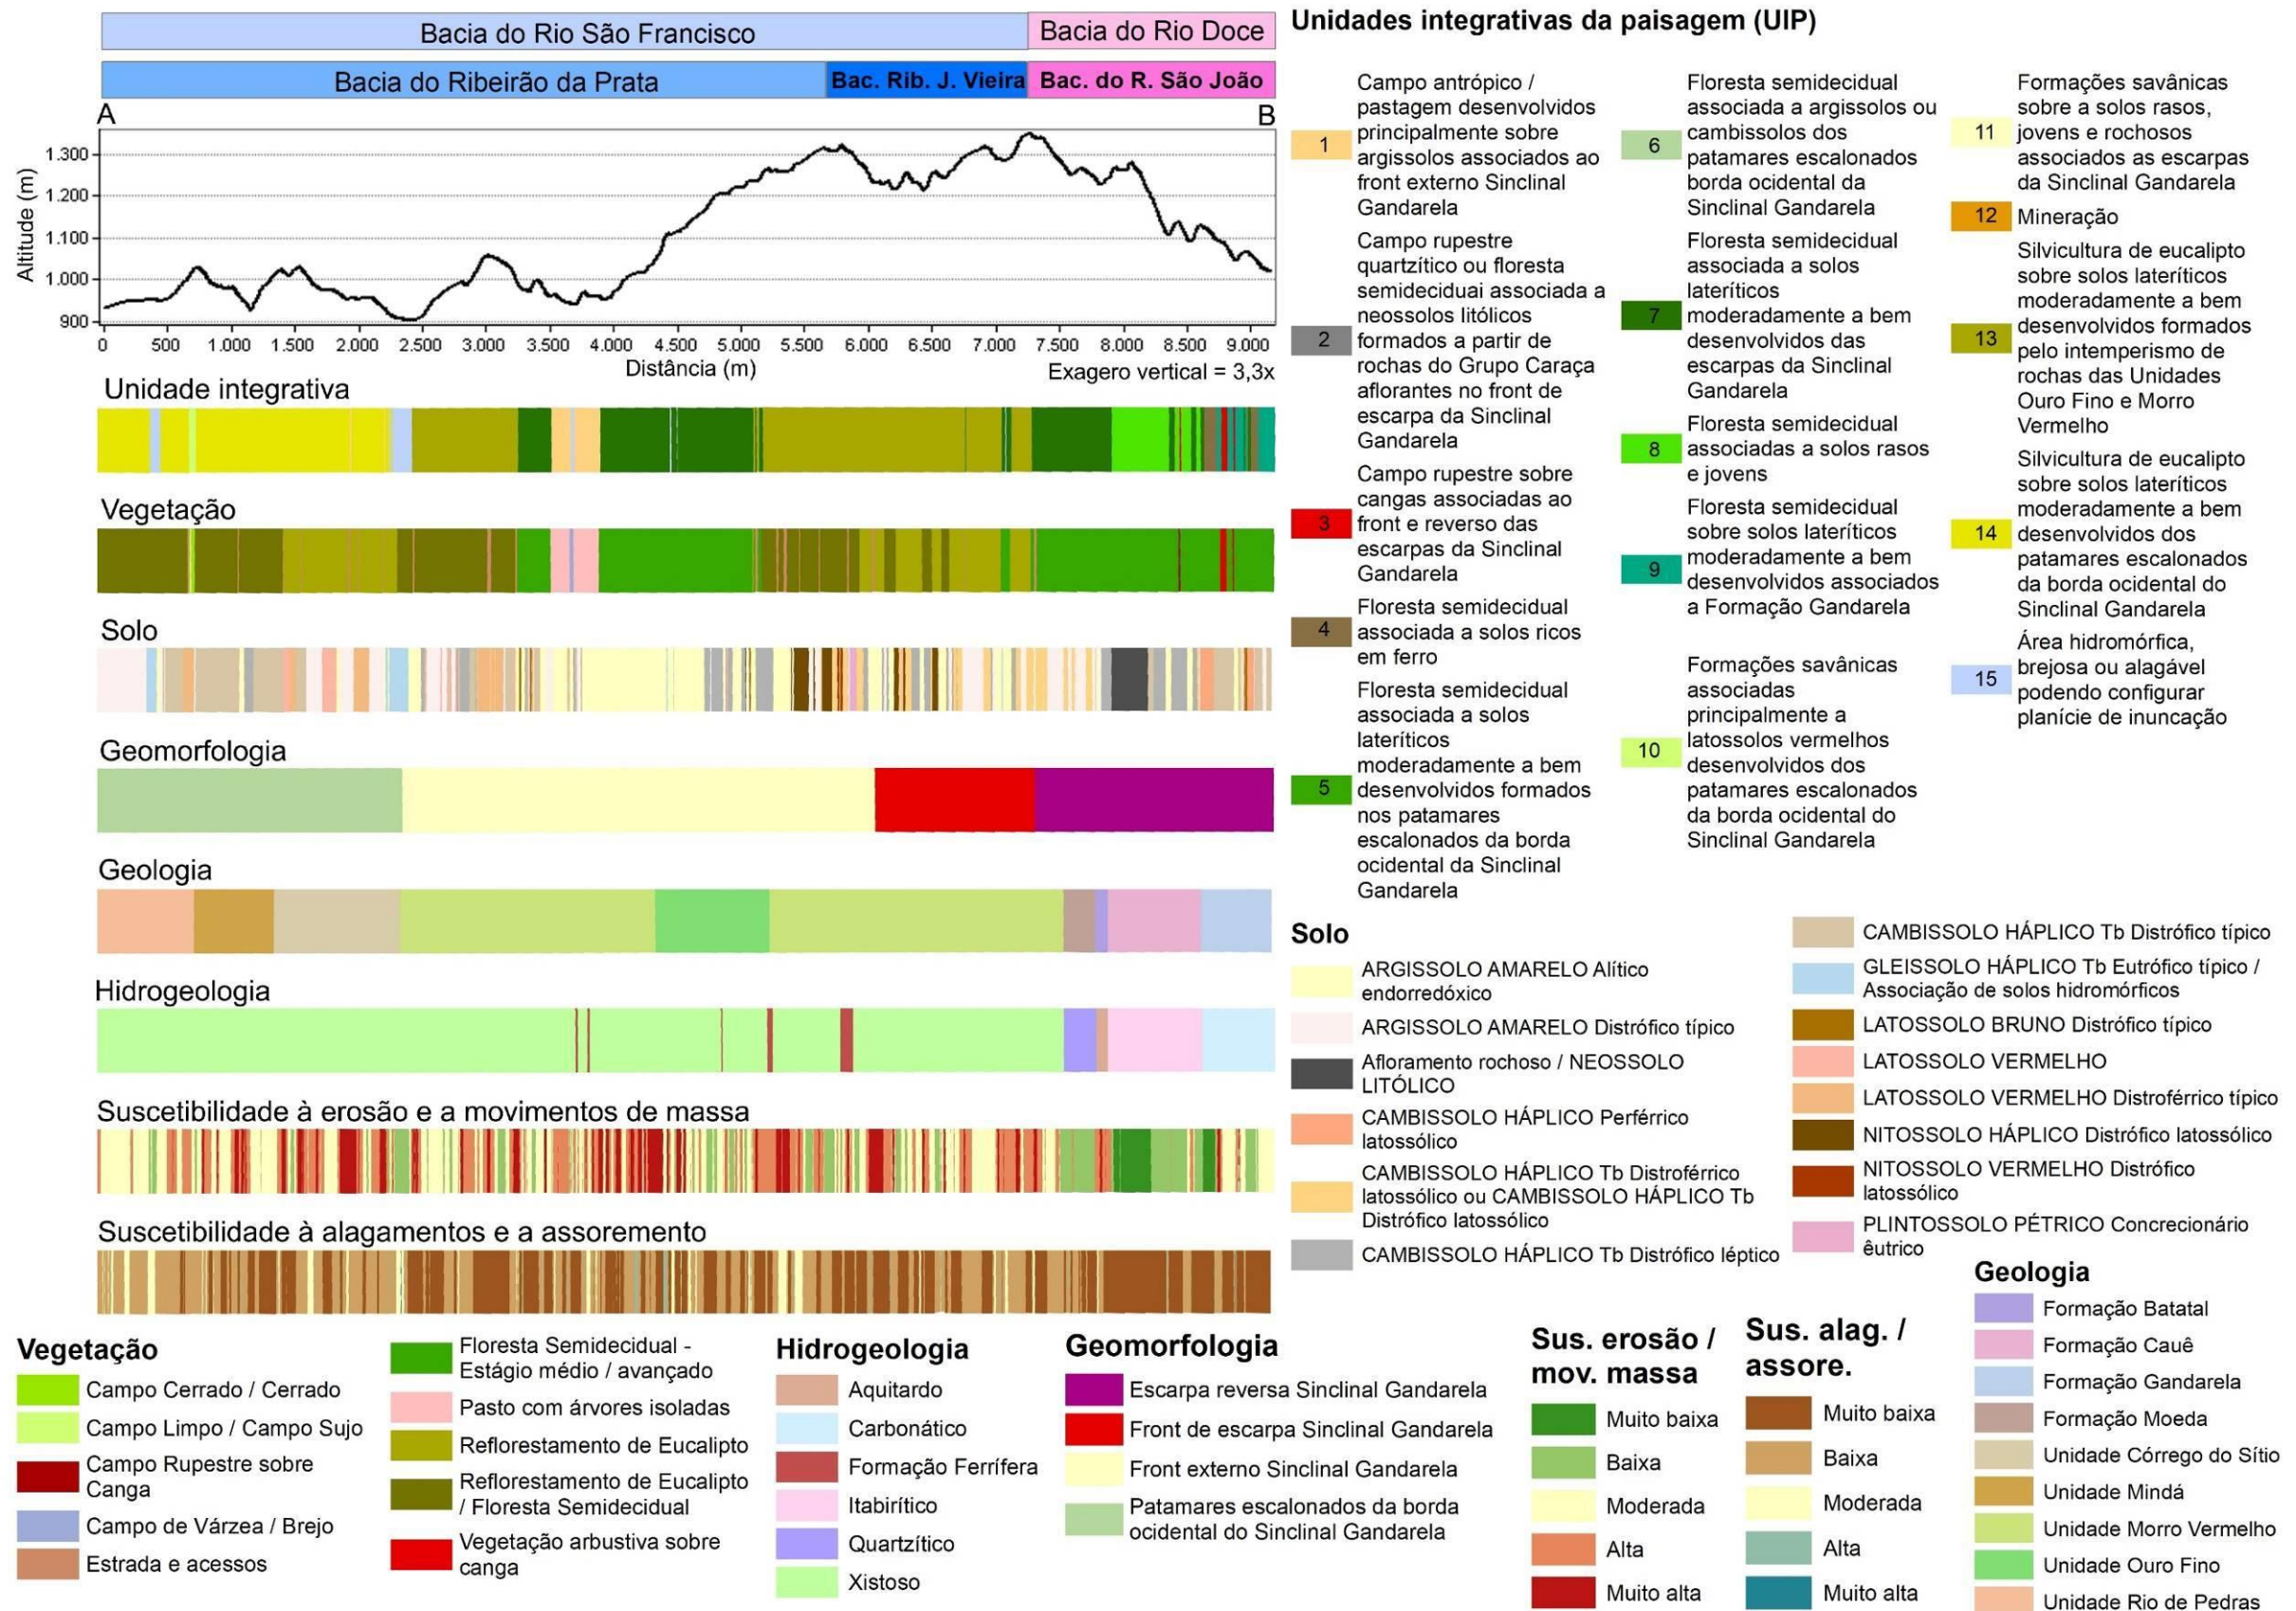 Bacia do Rio São Francisco
Bacia do Rio Doce
Bacia do Ribeirão da Prata
Bac. Rib. J. Vieira
Bac. do R. São João
A
B
Altitude (m)
1.300
1.200
1.100
1.000
900
0 500 1.000 1.500 2.000 2.500 3.000 3.500 4.000 4.500 5.000 5.500 6.000 6.500 7.000 7.500 8.000 8.500 9.000
Distância (m)
Exagero vertical = 3,3x
Unidade integrativa
Vegetação
Solo
Geomorfologia
Geologia
Hidrogeologia
Suscetibilidade à erosão e a movimentos de massa
Suscetibilidade à alagamentos e a assoremento
Unidades integrativas da paisagem (UIP)
1
Campo antrópico /
pastagem desenvolvidos
principalmente sobre
argissolos associados ao
front externo Sinclinal
Gandarela
2
Campo rupestre
quartzítico ou floresta
semideciduai associada a
neossolos litólicos
formados a partir de
rochas do Grupo Caraça
aflorantes no front de
escarpa da Sinclinal
Gandarela
3
Campo rupestre sobre
cangas associadas ao
front e reverso das
escarpas da Sinclinal
Gandarela
4
Floresta semidecidual
associada a solos ricos
em ferro
5
Floresta semidecidual
associada a solos
lateríticos
moderadamente a bem
desenvolvidos formados
nos patamares
escalonados da borda
ocidental da Sinclinal
Gandarela
6
Floresta semidecidual
associada a argissolos ou
cambissolos dos
patamares escalonados
borda ocidental da
Sinclinal Gandarela
7
Floresta semidecidual
associada a solos
lateríticos
moderadamente a bem
desenvolvidos das
escarpas da Sinclinal
Gandarela
8
Floresta semidecidual
associadas a solos rasos
e jovens
9
Floresta semidecidual
sobre solos lateríticos
moderadamente a bem
desenvolvidos associados
a Formação Gandarela
10
Formações savânicas
associadas
principalmente a
latossolos vermelhos
desenvolvidos dos
patamares escalonados
da borda ocidental do
Sinclinal Gandarela
11
Formações savânicas
sobre a solos rasos,
jovens e rochosos
associados as escarpas
da Sinclinal Gandarela
12
Mineração
13
Silvicultura de eucalipto
sobre solos lateríticos
moderadamente a bem
desenvolvidos formados
pelo intemperismo de
rochas das Unidades
Ouro Fino e Morro
Vermelho
14
Silvicultura de eucalipto
sobre solos lateríticos
moderadamente a bem
desenvolvidos dos
patamares escalonados
da borda ocidental do
Sinclinal Gandarela
15
Área hidromórfica,
brejosa ou alagável
podendo configurar
planície de inuncação
Solo
ARGISSOLO AMARELO Alítico
endorredóxico
ARGISSOLO AMARELO Distrófico típico
Afloramento rochoso / NEOSSOLO
LITÓLICO
CAMBISSOLO HÁPLICO Perférrico
latossólico
CAMBISSOLO HÁPLICO Tb Distroférrico
latossólico ou CAMBISSOLO HÁPLICO Tb
Distrófico latossólico
CAMBISSOLO HÁPLICO Tb Distrófico léptico
CAMBISSOLO HÁPLICO Tb Distrófico típico
GLEISSOLO HÁPLICO Tb Eutrófico típico /
Associação de solos hidromórficos
LATOSSOLO BRUNO Distrófico típico
LATOSSOLO VERMELHO
LATOSSOLO VERMELHO Distroférrico típico
NITOSSOLO HÁPLICO Distrófico latossólico
NITOSSOLO VERMELHO Distrófico
latossólico
PLINTOSSOLO PÉTRICO Concrecionário
êutrico
Vegetação
Campo Cerrado / Cerrado
Campo Limpo / Campo Sujo
Campo Rupestre sobre
Canga
Campo de Várzea / Brejo
Estrada e acessos
Floresta Semidecidual -
Estágio médio / avançado
Pasto com árvores isoladas
Reflorestamento de Eucalipto
Reflorestamento de Eucalipto
/ Floresta Semidecidual
Vegetação arbustiva sobre
canga
Hidrogeologia
Aquitardo
Carbonático
Formação Ferrífera
Itabirítico
Quartzítico
Xistoso
Geomorfologia
Escarpa reversa Sinclinal Gandarela
Front de escarpa Sinclinal Gandarela
Front externo Sinclinal Gandarela
Patamares escalonados da borda
ocidental do Sinclinal Gandarela
Sus. erosão /
mov. massa
Muito baixa
Baixa
Moderada
Alta
Muito alta
Sus. alag. /
assore.
Muito baixa
Baixa
Moderada
Alta
Muito alta
Geologia
Formação Batatal
Formação Cauê
Formação Gandarela
Formação Moeda
Unidade Córrego do Sítio
Unidade Mindá
Unidade Morro Vermelho
Unidade Ouro Fino
Unidade Rio de Pedras